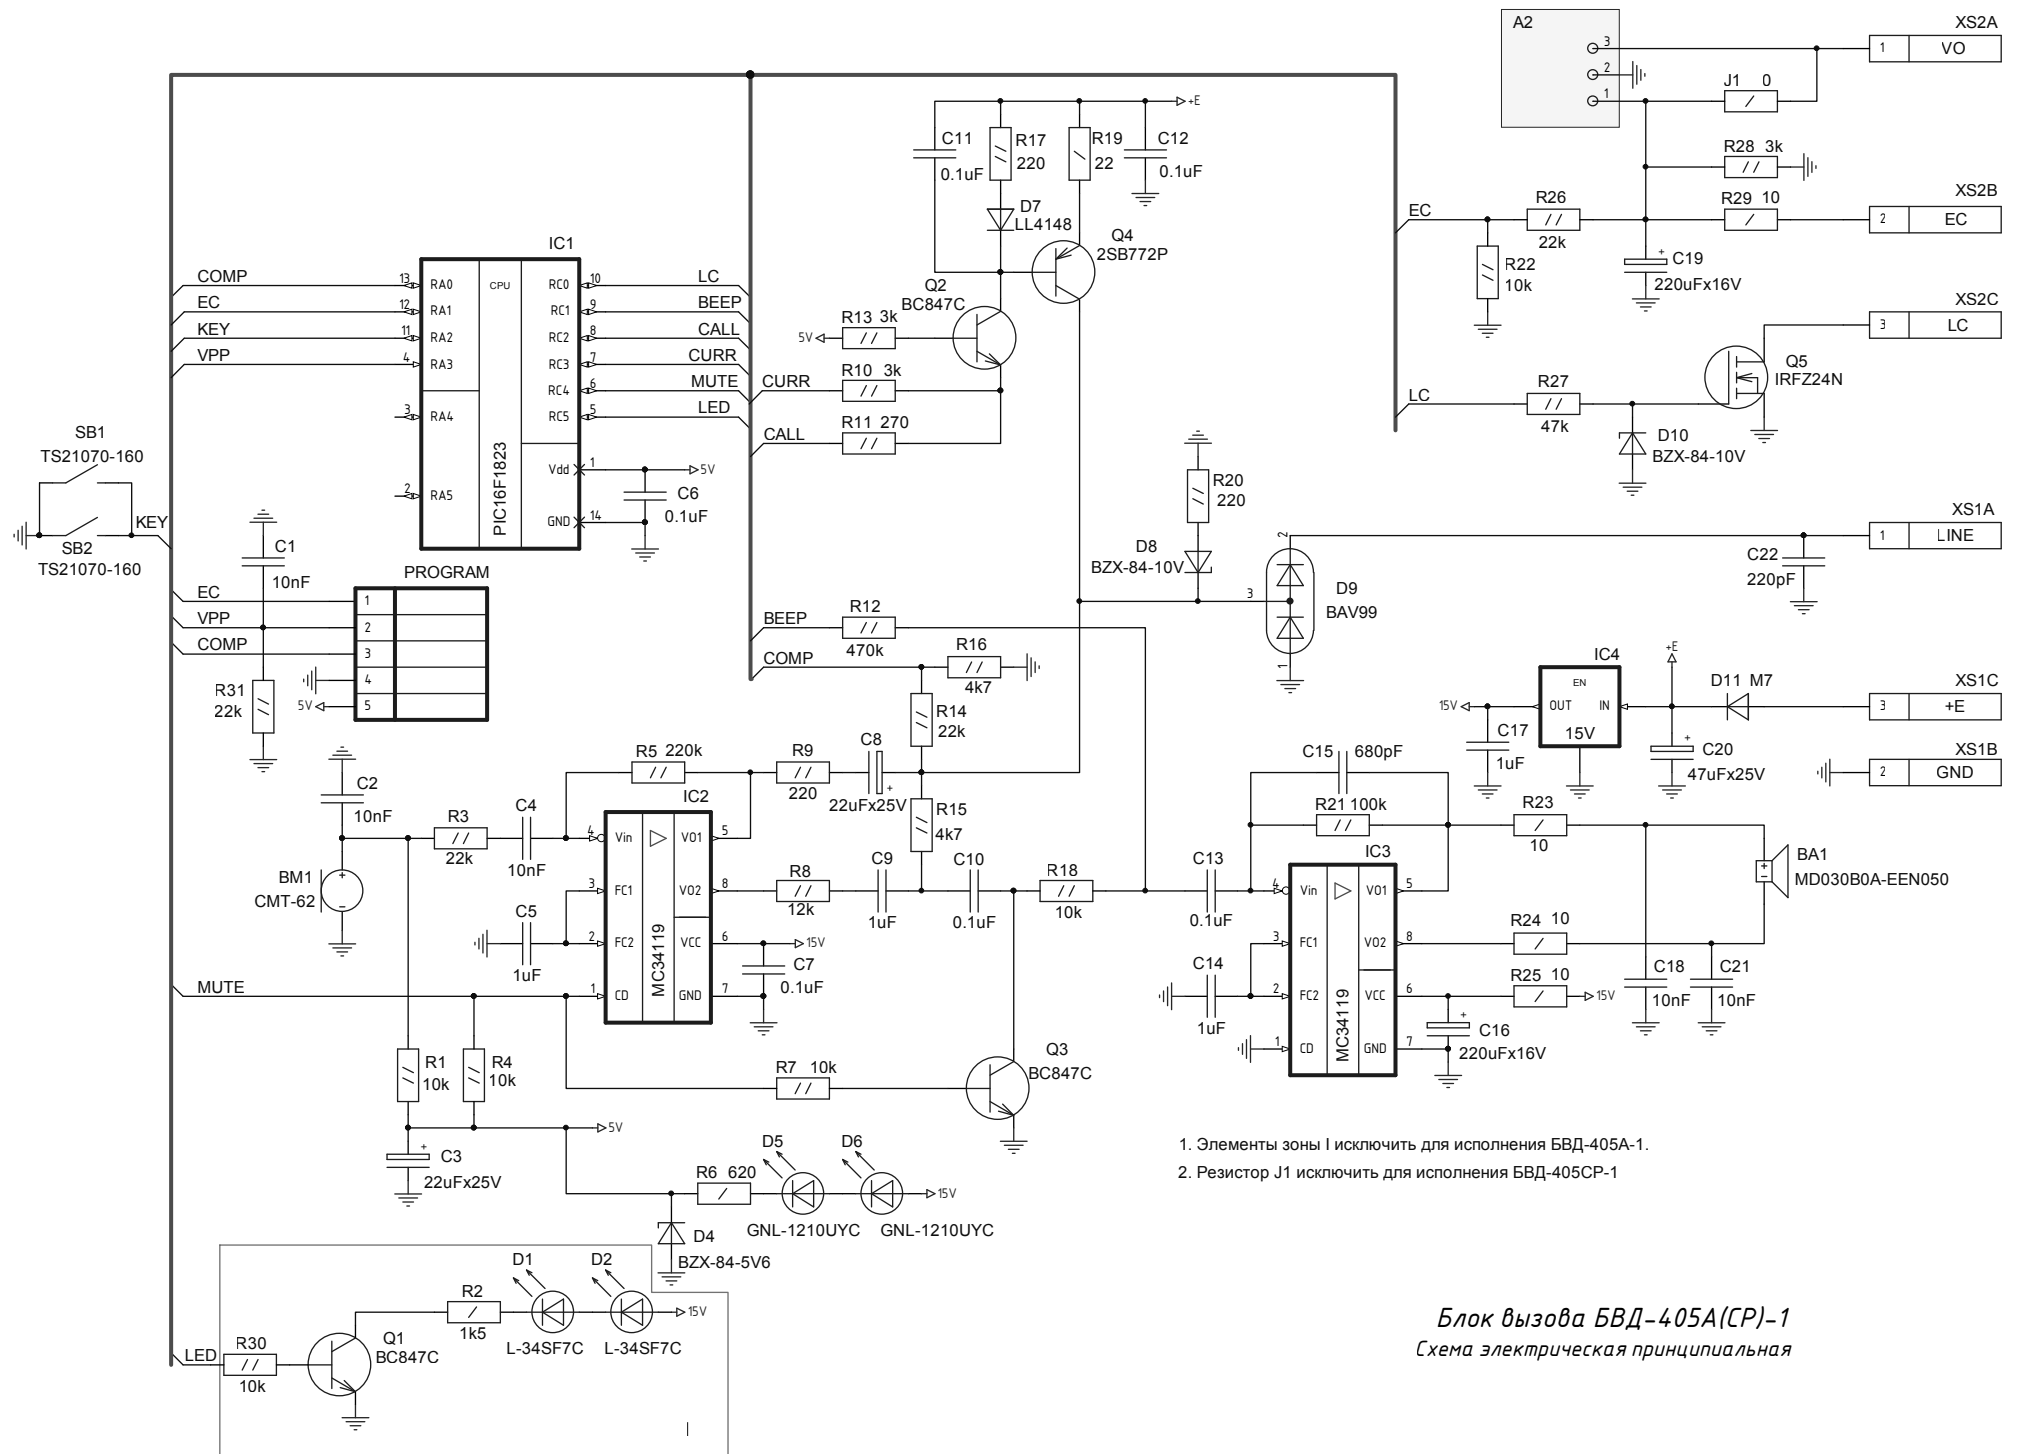 A2
3
2
1
XS2A
1 VO
J1 0
R28 3k
XS2B
R29 10
2 EC
EC
R26
22k
R22
10k
C19
+
220uFx16V
XS2C
3 LC
Q5
IRFZ24N
LC
R27
47k
D10
BZX-84-10V
+E
C11
0.1uF
R17
220
R19
22
C12
0.1uF
D7
LL4148
Q4
2SB772P
Q2
BC847C
5V
R13 3k
CURR
R10 3k
CALL
R11 270
IC1
CPU
PIC16F1823
COMP 13 RA0
EC 12 RA1
KEY 11 RA2
VPP 4 RA3
3 RA4
2 RA5
RC0 10 LC
RC1 9 BEEP
RC2 8 CALL
RC3 7 CURR
RC4 6 MUTE
RC5 5 LED
Vdd 1 5V
GND 14
C6
0.1uF
SB1
TS21070-160
KEY
SB2
TS21070-160
C1
10nF
PROGRAM
EC 1
VPP 2
COMP 3
4
5V 5
R31
22k
R20
220
D8
BZX-84-10V
2
3
1
D9
BAV99
XS1A
1 LINE
C22
220pF
BEEP
R12
470k
COMP
R16
4k7
R14
22k
IC4
EN
OUT IN
15V
+E
15V
C17
1uF
D11 M7
XS1C
3 +E
C20
+
47uFx25V
XS1B
2 GND
C2
10nF
R5 220k
R9
220
C8
+
22uFx25V
R15
4k7
R3
22k
C4
10nF
IC2
MC34119
4 Vin
3 FC1
2 FC2
1 CD
VO1 5
VO2 8
VCC 6
GND 7
15V
C7
0.1uF
BM1
CMT-62
+
−
C5
1uF
R8
12k
C9
1uF
C10
0.1uF
R18
10k
C13
0.1uF
C15 680pF
R21 100k
IC3
MC34119
4 Vin
3 FC1
2 FC2
1 CD
VO1 5
VO2 8
VCC 6
GND 7
C14
1uF
R23
10
R24 10
R25 10
15V
C16
+
220uFx16V
C18
10nF
C21
10nF
BA1
+
−
MD030B0A-EEN050
MUTE
R1
10k
R4
10k
R7 10k
Q3
BC847C
5V
C3
+
22uFx25V
R6 620
D5
D6
15V
GNL-1210UYC
GNL-1210UYC
D4
BZX-84-5V6
1. Элементы зоны I исключить для исполнения БВД-405А-1.
2. Резистор J1 исключить для исполнения БВД-405СР-1
D1
D2
R2
1k5
15V
L-34SF7C
L-34SF7C
LED
R30
10k
Q1
BC847C
I
Блок вызова БВД-405А(СР)-1
Схема электрическая принципиальная